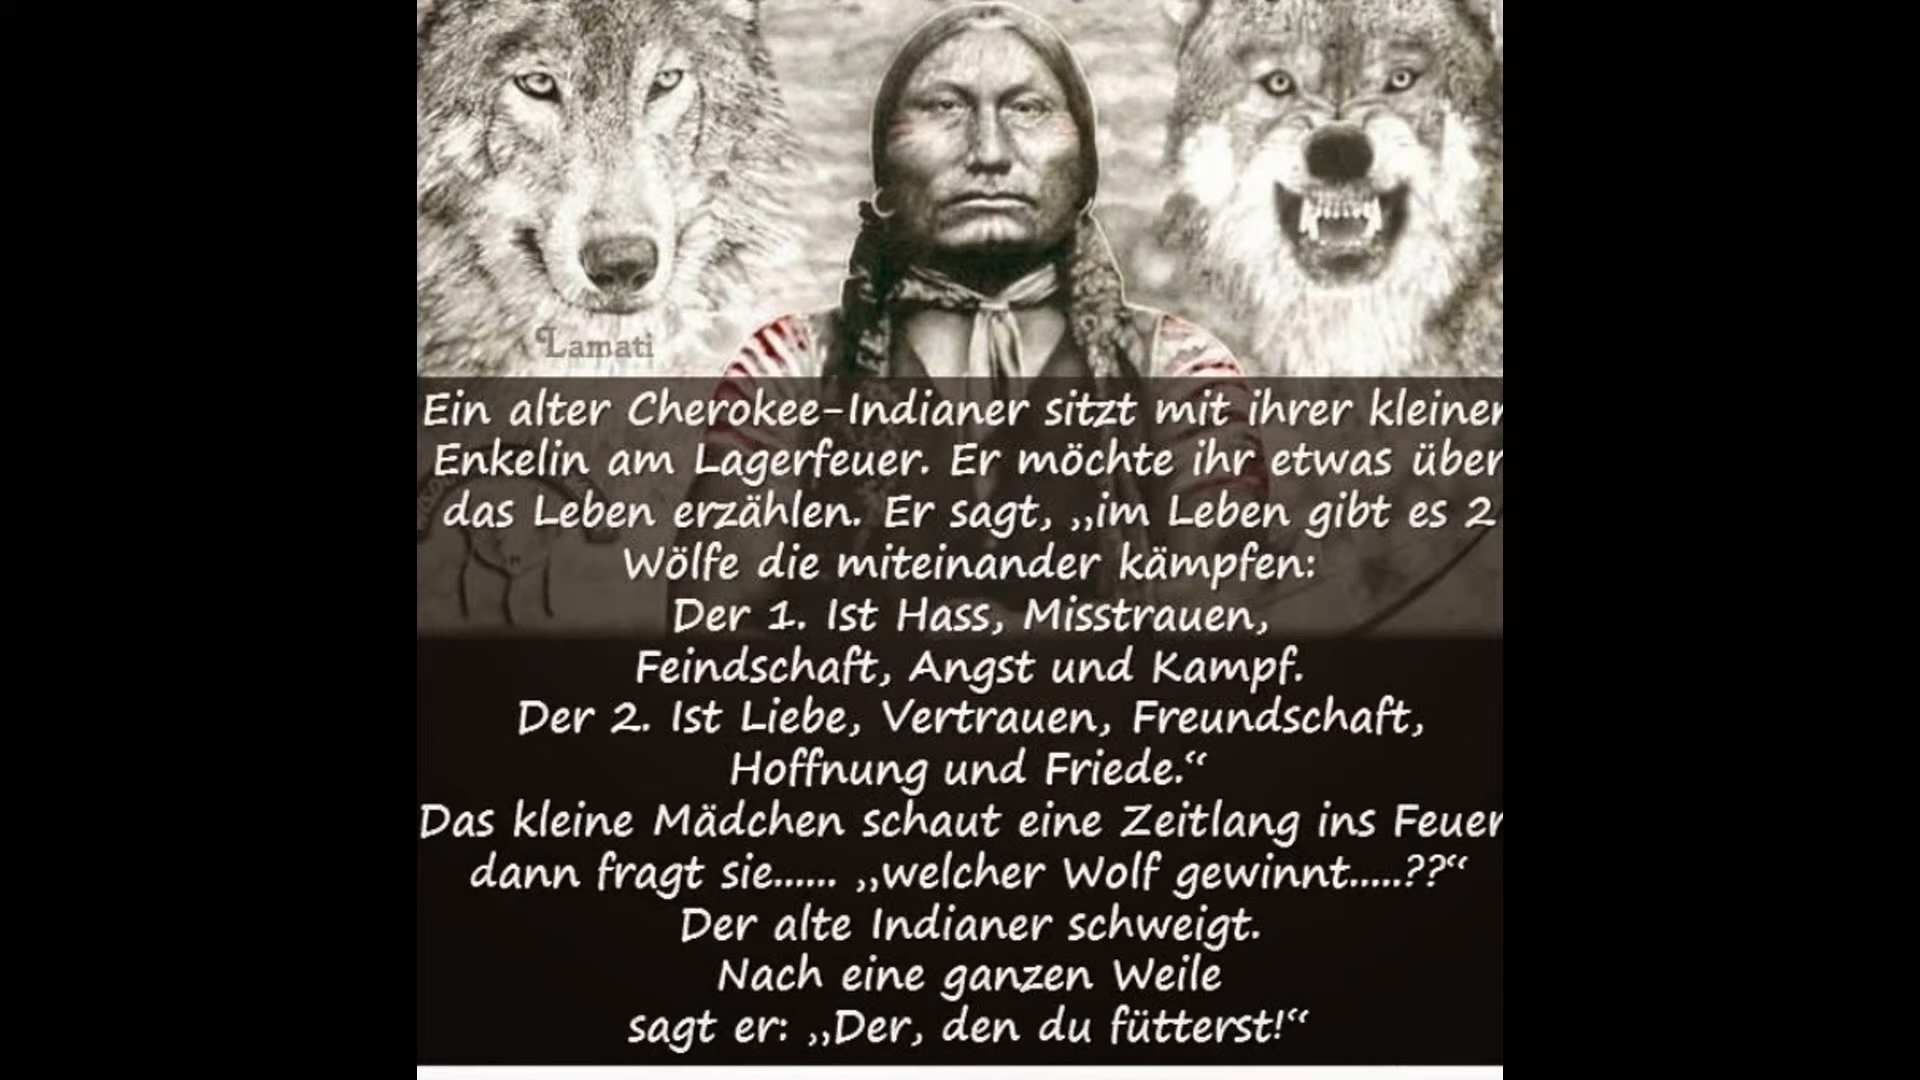 Lamati
Ein alter Cherokee-Indianer sitzt mit ihrer kleinen
Enkelin am Lagerfeuer. Er möchte ihr etwas über
das Leben erzählen. Er sagt, „im Leben gibt es 2
Wölfe die miteinander kämpfen:
Der 1. Ist Hass, Misstrauen,
Feindschaft, Angst und Kampf.
Der 2. Ist Liebe, Vertrauen, Freundschaft,
Hoffnung und Friede.“
Das kleine Mädchen schaut eine Zeitlang ins Feuer
dann fragt sie...... „welcher Wolf gewinnt.....??“
Der alte Indianer schweigt.
Nach eine ganzen Weile
sagt er: „Der, den du fütterst!“